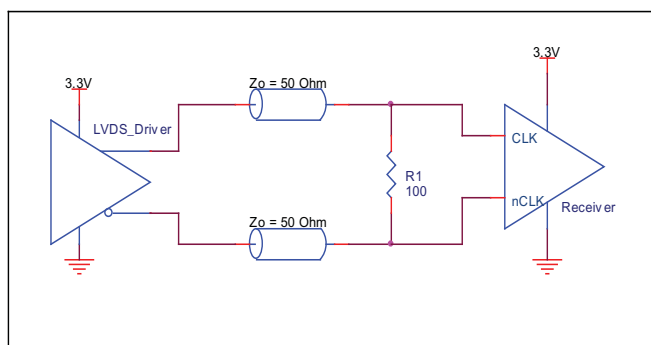 3.3V
LVDS_Driver
Zo = 50 Ohm
Zo = 50 Ohm
R1
100
3.3V
CLK
nCLK
Receiver